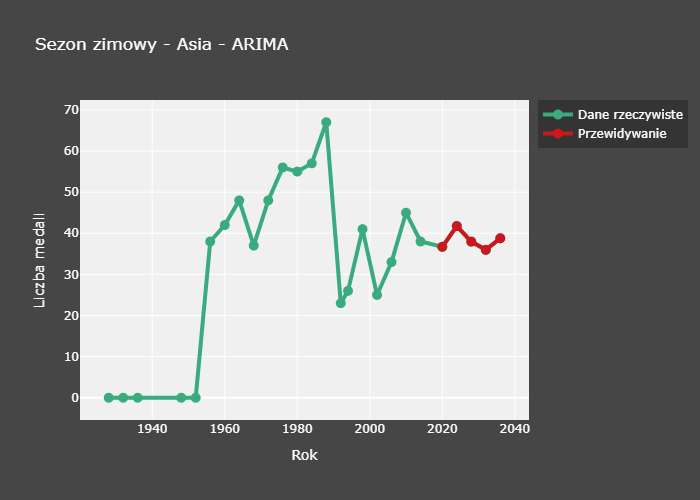 Sezon zimowy - Asia - ARIMA
Dane rzeczywiste
Przewidywanie
Liczba medali
70
60
50
40
30
20
10
0
1940 1960 1980 2000 2020 2040
Rok